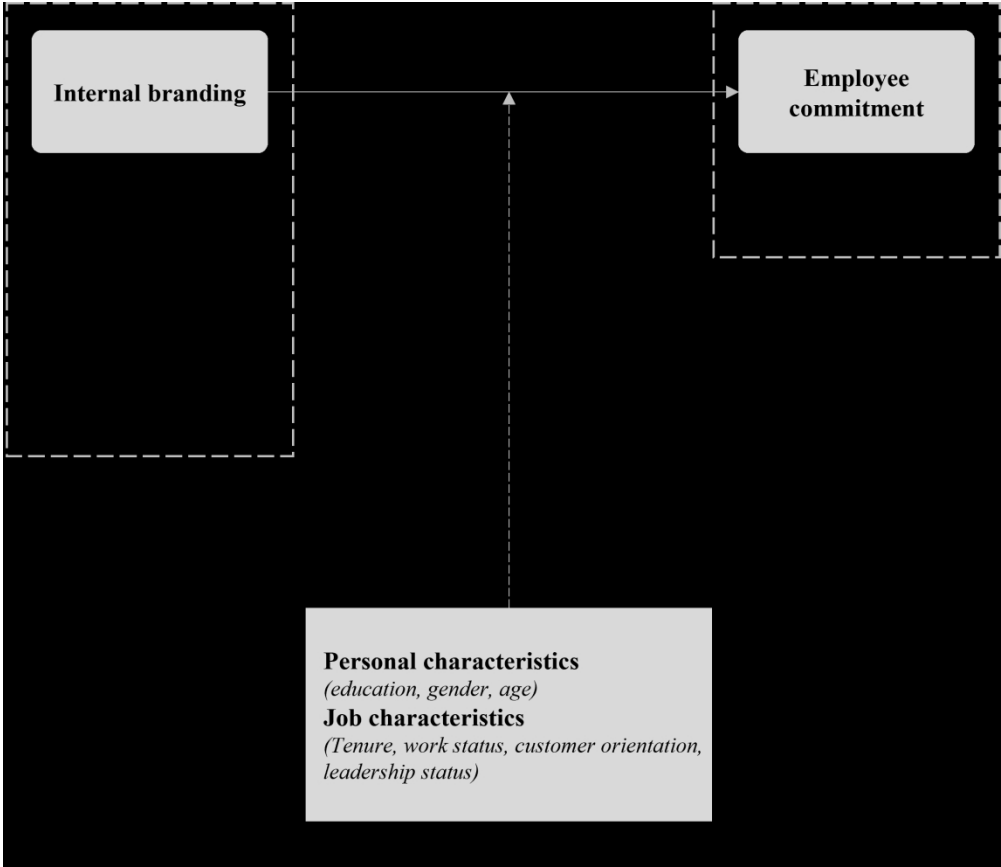 Internal branding
Employee
commitment
Personal characteristics
(education, gender, age)
Job characteristics
(Tenure, work status, customer orientation,
leadership status)